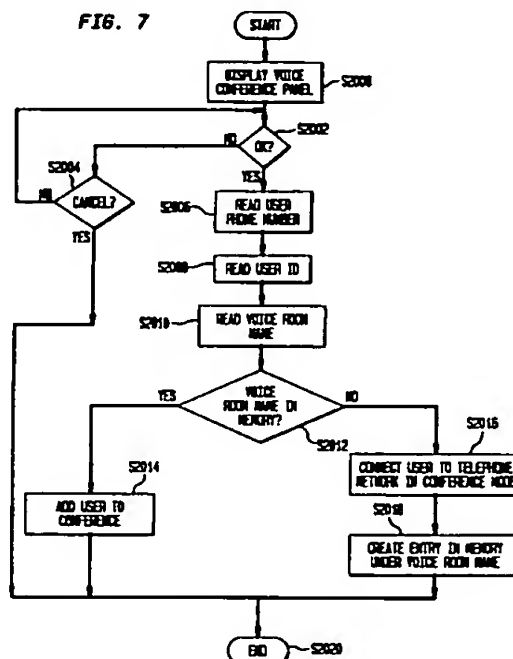 FIG. 7
START
DISPLAY VOICE
CONFERENCE PANEL
S2000
S2002
OK?
NO
YES
S2004
CANCEL?
NO
YES
S2006
READ USER
PHONE NUMBER
S2008
READ USER ID
S2010
READ VOICE ROOM
NAME
VOICE
ROOM NAME IN
MEMORY?
YES
NO
S2012
S2014
ADD USER TO
CONFERENCE
S2016
CONNECT USER TO TELEPHONE
NETWORK IN CONFERENCE MODE
S2018
CREATE ENTRY IN MEMORY
UNDER VOICE ROOM NAME
END
S2020